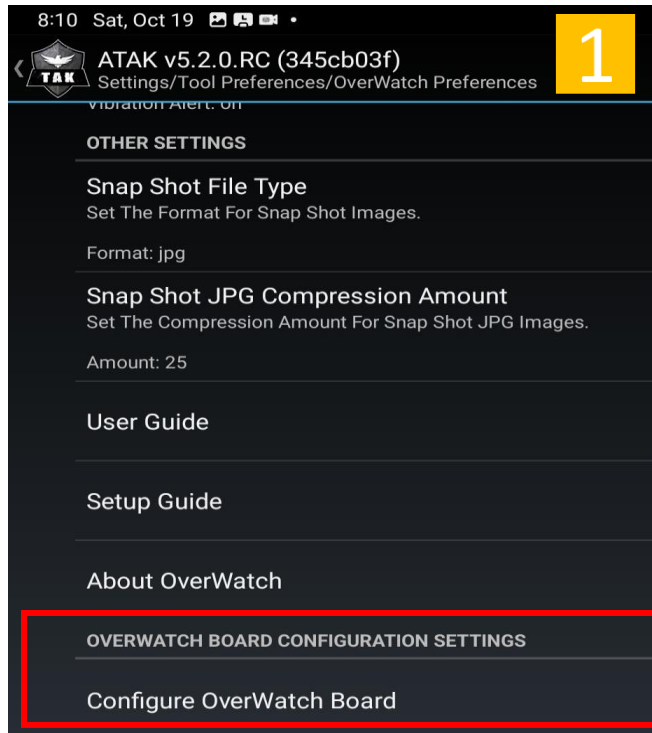 8:10 Sat, Oct 19
1
ATAK v5.2.0.RC (345cb03f)
TAK
Settings/Tool Preferences/OverWatch Preferences
Vibration Alert: On
OTHER SETTINGS
Snap Shot File Type
Set The Format For Snap Shot Images.
Format: jpg
Snap Shot JPG Compression Amount
Set The Compression Amount For Snap Shot JPG Images.
Amount: 25
User Guide
Setup Guide
About OverWatch
OVERWATCH BOARD CONFIGURATION SETTINGS
Configure OverWatch Board